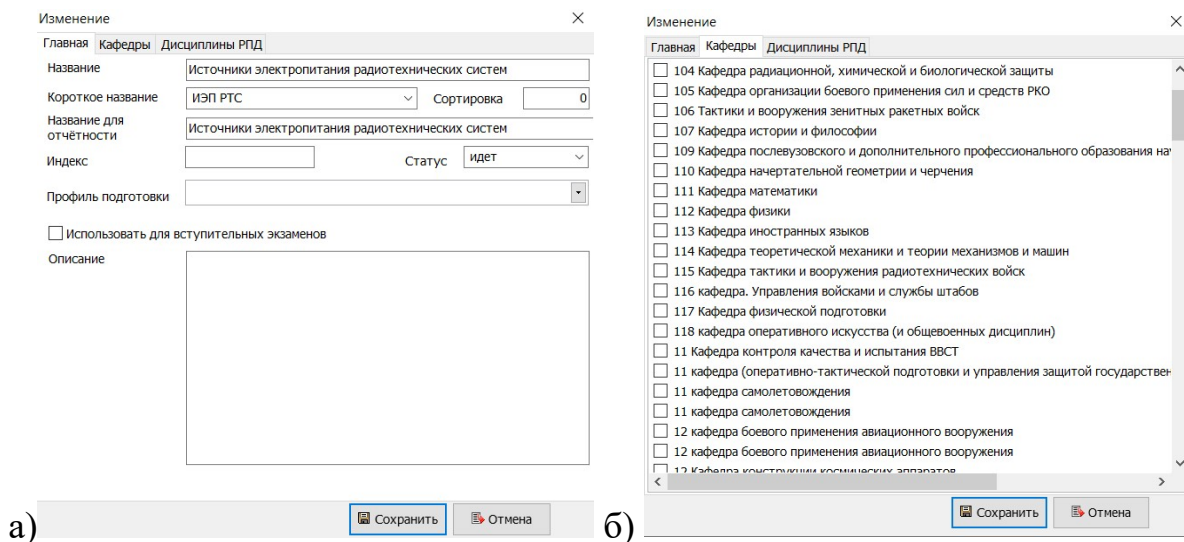 Изменение
Главная Кафедры Дисциплины РПД
Название Источники электропитания радиотехнических систем
Короткое название ИЭП РТС Сортировка 0
Название для отчётности Источники электропитания радиотехнических систем
Индекс Статус идет
Профиль подготовки
Использовать для вступительных экзаменов
Описание
Сохранить Отмена
а)
Изменение
Главная Кафедры Дисциплины РПД
104 Кафедра радиационной, химической и биологической защиты
105 Кафедра организации боевого применения сил и средств РКО
106 Тактики и вооружения зенитных ракетных войск
107 Кафедра истории и философии
109 Кафедра послевузовского и дополнительного профессионального образования нау
110 Кафедра начертательной геометрии и черчения
111 Кафедра математики
112 Кафедра физики
113 Кафедра иностранных языков
114 Кафедра теоретической механики и теории механизмов и машин
115 Кафедра тактики и вооружения радиотехнических войск
116 кафедра. Управления войсками и службы штабов
117 Кафедра физической подготовки
118 кафедра оперативного искусства (и общевоенных дисциплин)
11 Кафедра контроля качества и испытания ВВСТ
11 кафедра (оперативно-тактической подготовки и управления защитой государствен
11 кафедра самолетовождения
11 кафедра самолетовождения
12 кафедра боевого применения авиационного вооружения
12 кафедра боевого применения авиационного вооружения
12 Кафедра конструкции космических аппаратов
Сохранить Отмена
б)